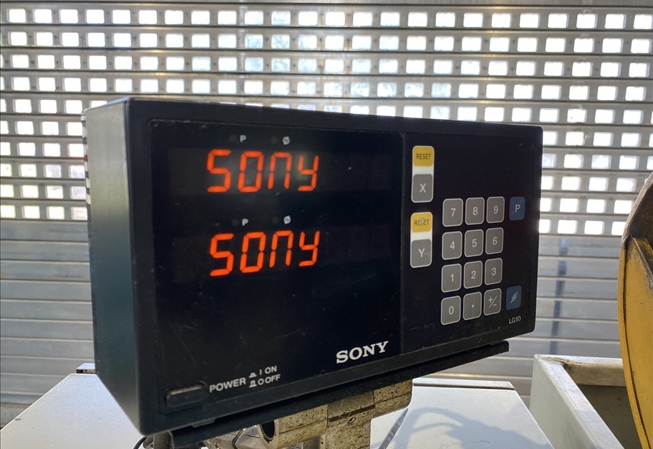 P Ø
SONY
P Ø
SONY
RESET
X
RESET
Y
7 8 9 P
4 5 6
1 2 3
0 · +/-
LG10
SONY
POWER I ON
O OFF